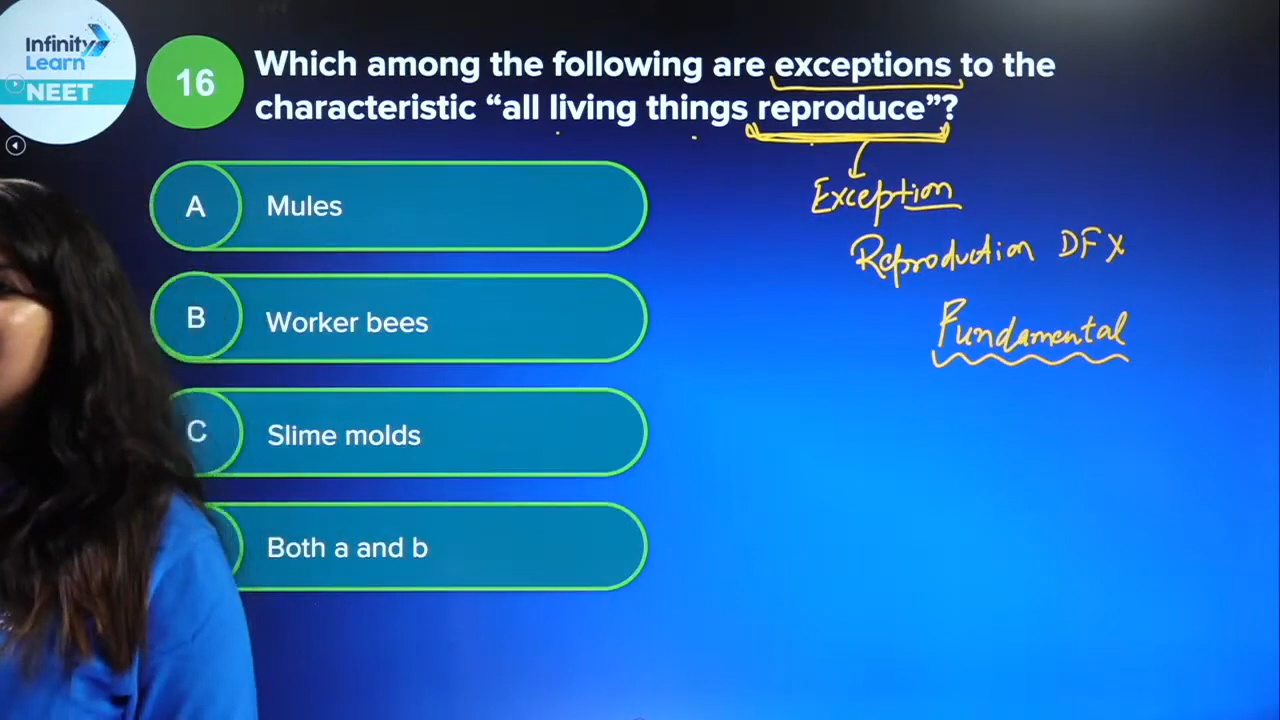 Infinity
Learn
NEET
16
Which among the following are exceptions to the
characteristic “all living things reproduce”?
Exception
Reproduction DFX
Fundamental
A Mules
B Worker bees
C Slime molds
Both a and b